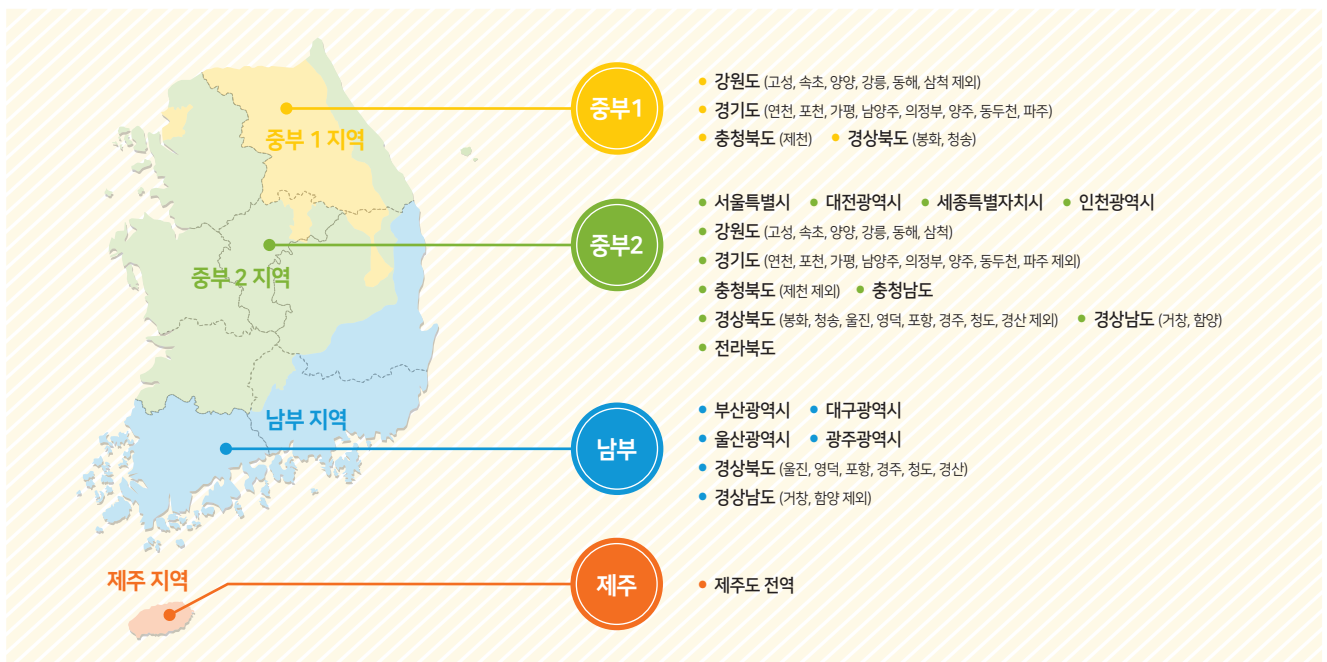 중부 1 지역
중부1
• 강원도 (고성, 속초, 양양, 강릉, 동해, 삼척 제외)
• 경기도 (연천, 포천, 가평, 남양주, 의정부, 양주, 동두천, 파주)
• 충청북도 (제천) • 경상북도 (봉화, 청송)
중부 2 지역
중부2
• 서울특별시 • 대전광역시 • 세종특별자치시 • 인천광역시
• 강원도 (고성, 속초, 양양, 강릉, 동해, 삼척)
• 경기도 (연천, 포천, 가평, 남양주, 의정부, 양주, 동두천, 파주 제외)
• 충청북도 (제천 제외) • 충청남도
• 경상북도 (봉화, 청송, 울진, 영덕, 포항, 경주, 청도, 경산 제외) • 경상남도 (거창, 함양)
• 전라북도
남부 지역
남부
• 부산광역시 • 대구광역시
• 울산광역시 • 광주광역시
• 경상북도 (울진, 영덕, 포항, 경주, 청도, 경산)
• 경상남도 (거창, 함양 제외)
제주 지역
제주
• 제주도 전역